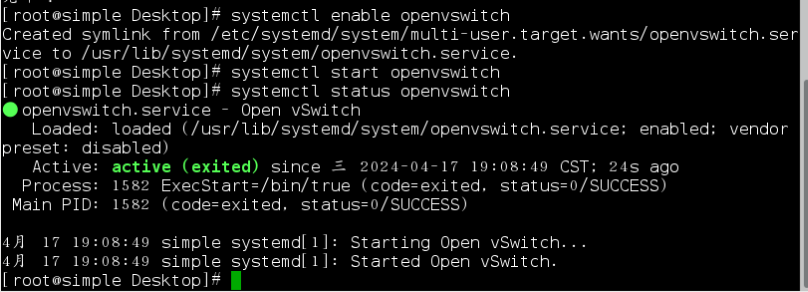 [root@simple Desktop]# systemctl enable openvswitch
Created symlink from /etc/systemd/system/multi-user.target.wants/openvswitch.ser
vice to /usr/lib/systemd/system/openvswitch.service.
[root@simple Desktop]# systemctl start openvswitch
[root@simple Desktop]# systemctl status openvswitch
●openvswitch.service - Open vSwitch
Loaded: loaded (/usr/lib/systemd/system/openvswitch.service; enabled; vendor
preset: disabled)
Active: active (exited) since 三 2024-04-17 19:08:49 CST; 24s ago
Process: 1582 ExecStart=/bin/true (code=exited, status=0/SUCCESS)
Main PID: 1582 (code=exited, status=0/SUCCESS)
4月 17 19:08:49 simple systemd[1]: Starting Open vSwitch...
4月 17 19:08:49 simple systemd[1]: Started Open vSwitch.
[root@simple Desktop]#